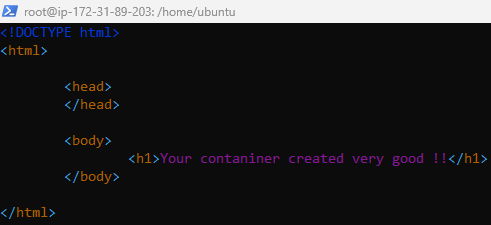 root@ip-172-31-89-203: /home/ubuntu
<!DOCTYPE html>
<html>
<head>
</head>
<body>
<h1>Your contaniner created very good !!</h1>
</body>
</html>